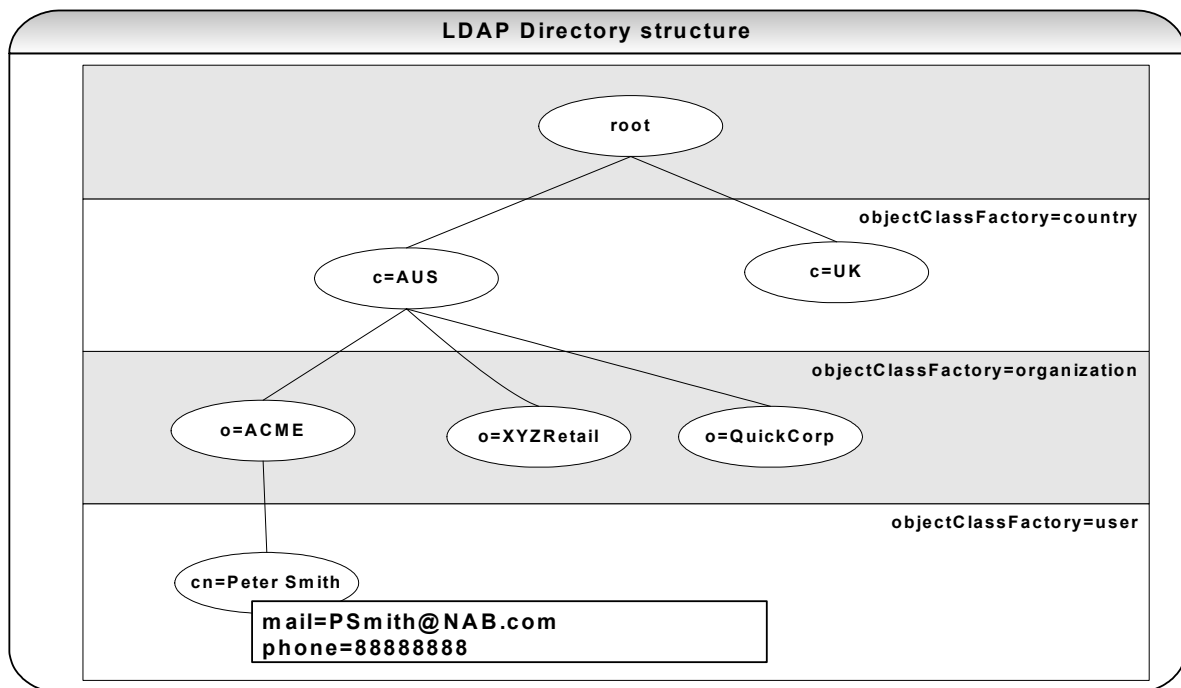 LDAP Directory structure
root
objectClassFactory=country
c=AUS
c=UK
objectClassFactory=organization
o=ACME
o=XYZRetail
o=QuickCorp
objectClassFactory=user
cn=Peter Smith
mail=PSmith@NAB.com
phone=88888888